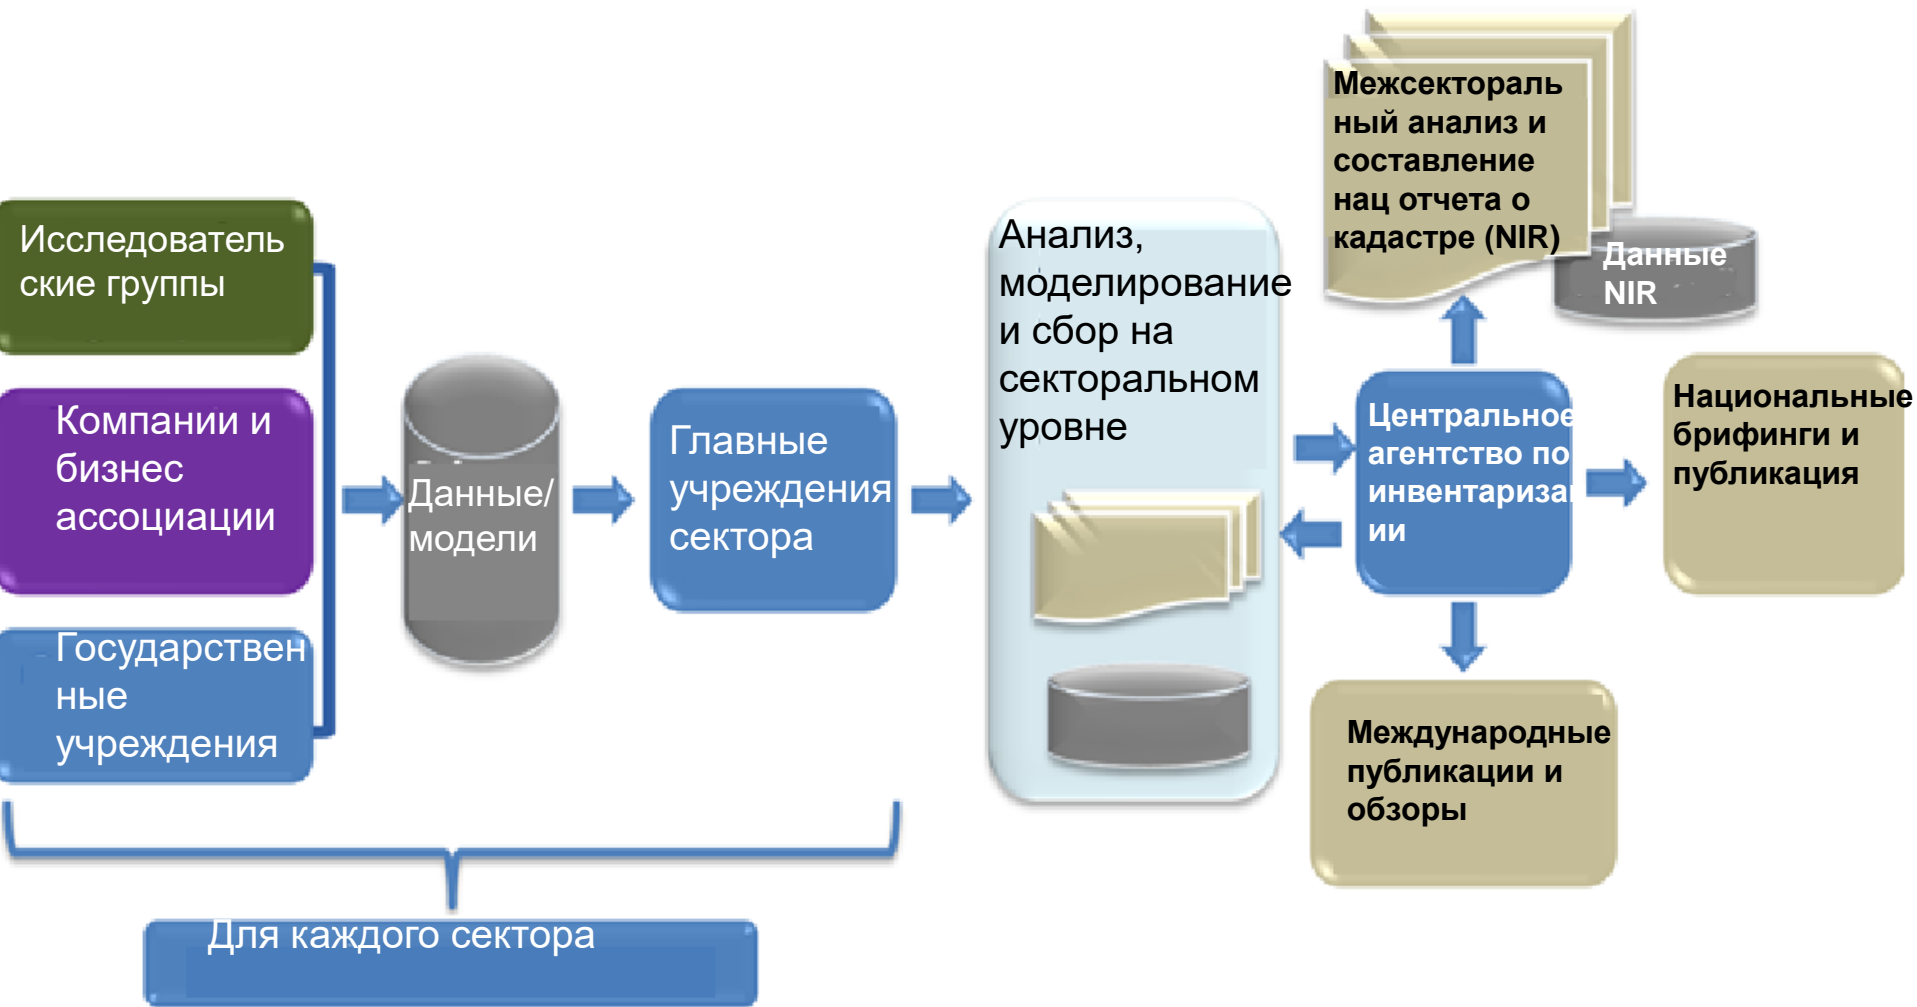 Исследователь
ские группы
Компании и
бизнес
ассоциации
Государствен
ные
учреждения
Данные/
модели
Главные
учреждения
сектора
Для каждого сектора
Анализ,
моделирование
и сбор на
секторальном
уровне
Межсектораль
ный анализ и
составление
нац отчета о
кадастре (NIR)
Данные
NIR
Центральное
агентство по
инвентаризац
ии
Национальные
брифинги и
публикация
Международные
публикации и
обзоры